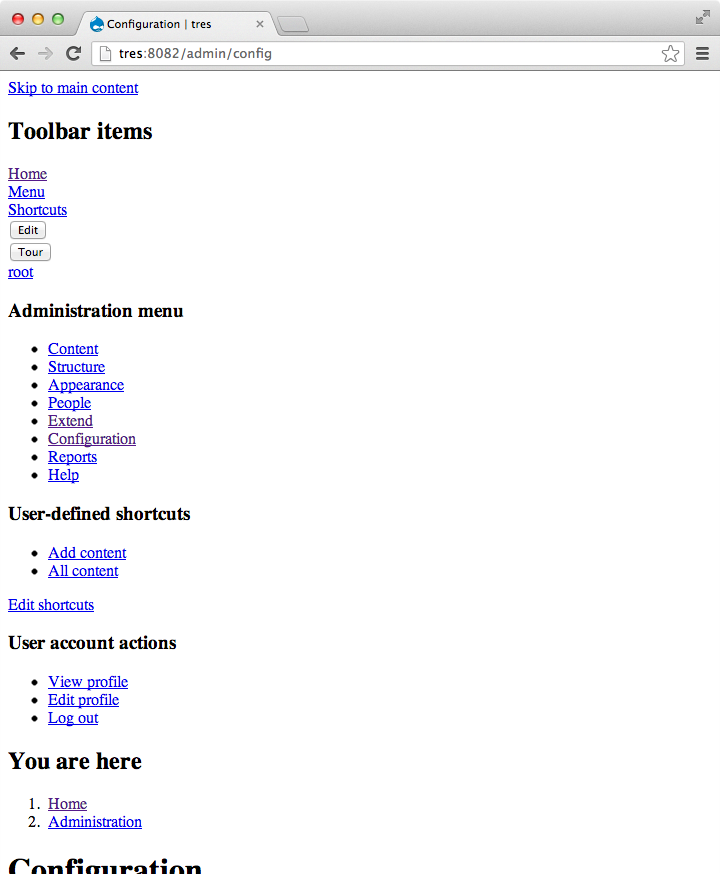 Configuration | tres
tres:8082/admin/config
Skip to main content
Toolbar items
Home
Menu
Shortcuts
Edit
Tour
root
Administration menu
Content
Structure
Appearance
People
Extend
Configuration
Reports
Help
User-defined shortcuts
Add content
All content
Edit shortcuts
User account actions
View profile
Edit profile
Log out
You are here
1. Home
2. Administration
Configuration